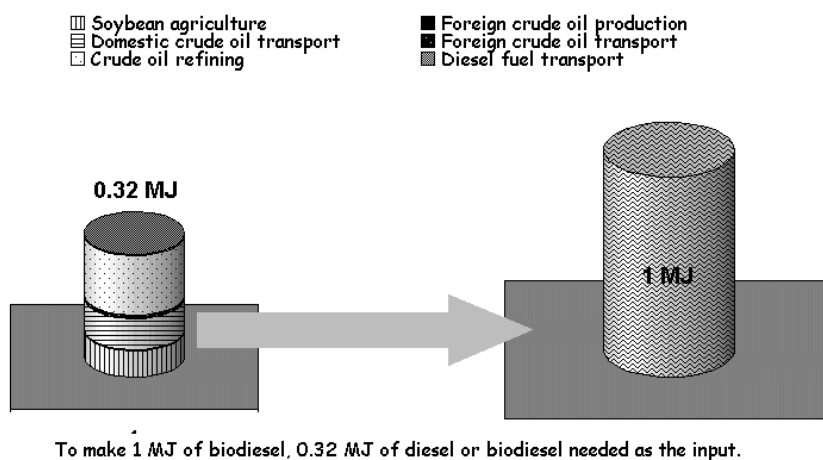 Soybean agriculture
Domestic crude oil transport
Crude oil refining
Foreign crude oil production
Foreign crude oil transport
Diesel fuel transport
0.32 MJ
1 MJ
To make 1 MJ of biodiesel, 0.32 MJ of diesel or biodiesel needed as the input.